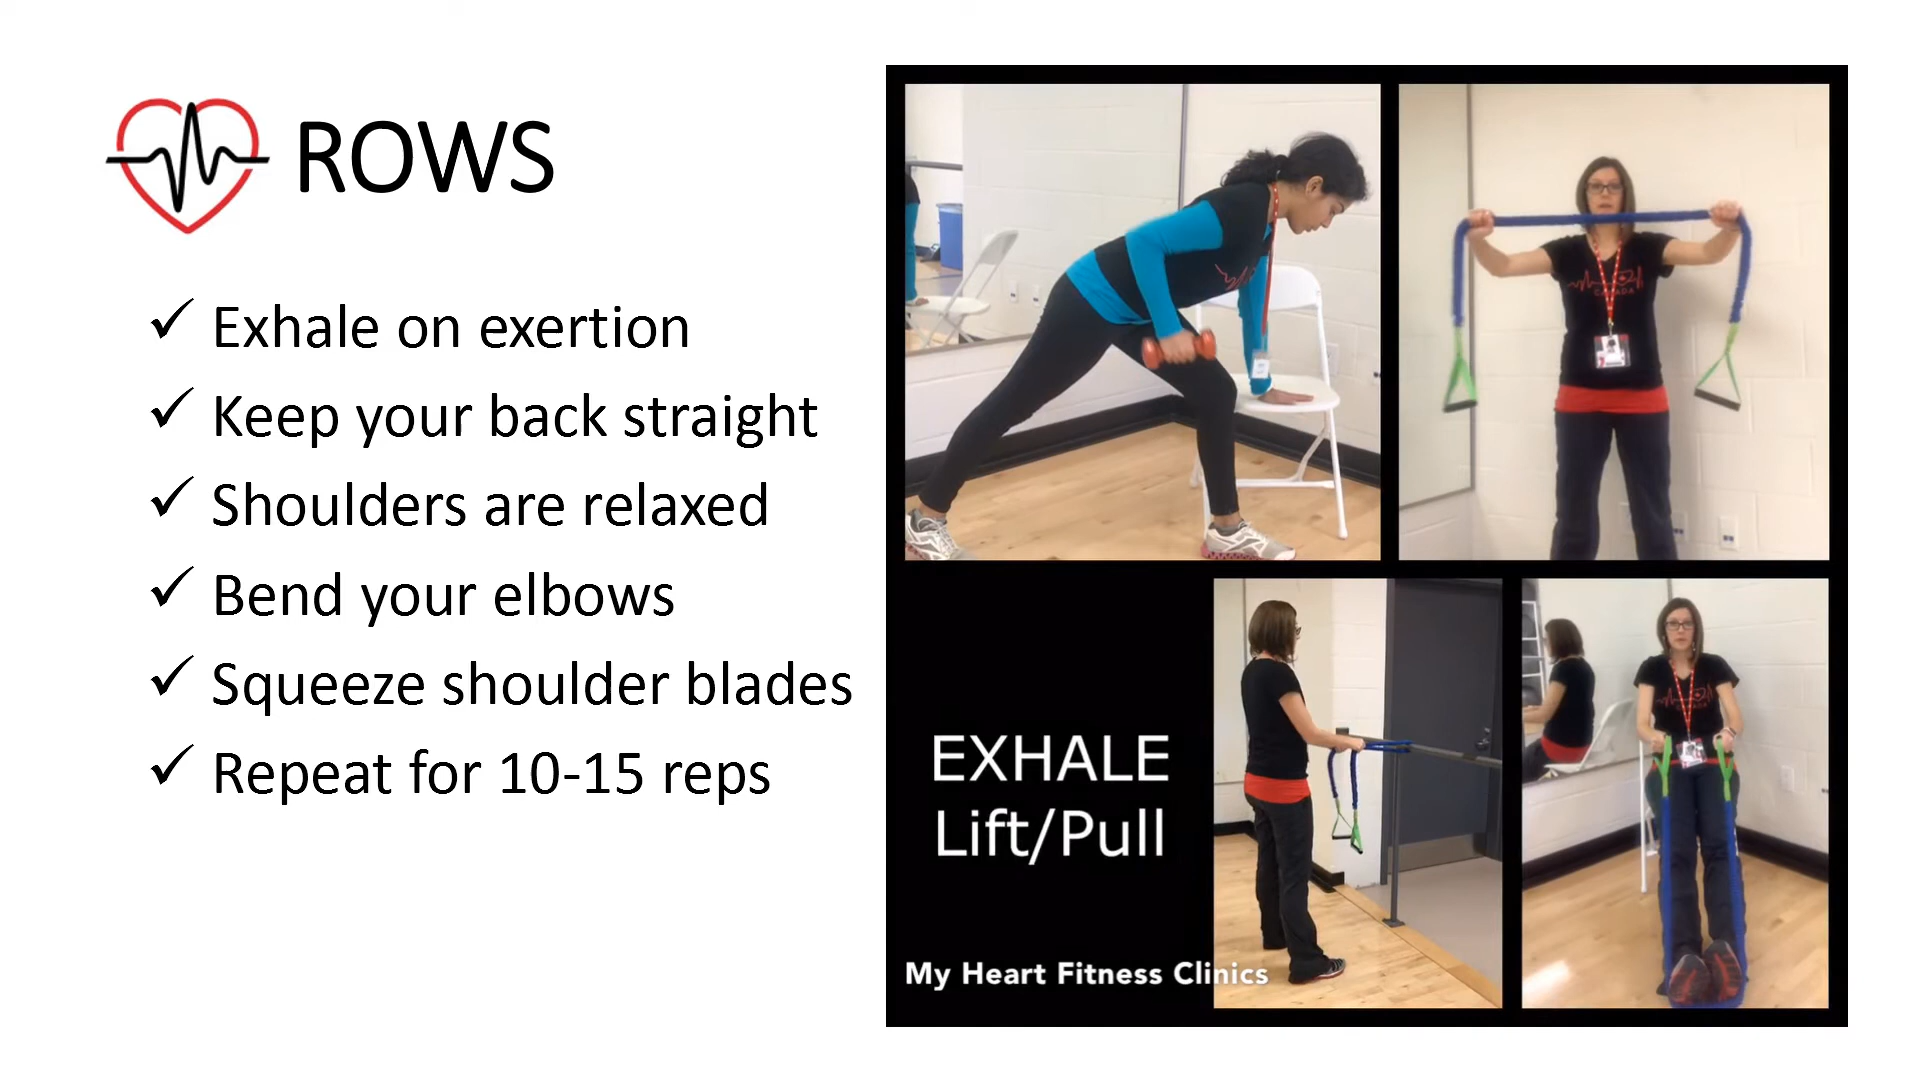 ROWS
✓ Exhale on exertion
✓ Keep your back straight
✓ Shoulders are relaxed
✓ Bend your elbows
✓ Squeeze shoulder blades
✓ Repeat for 10-15 reps
CANADA
EXHALE
Lift/Pull
My Heart Fitness Clinics